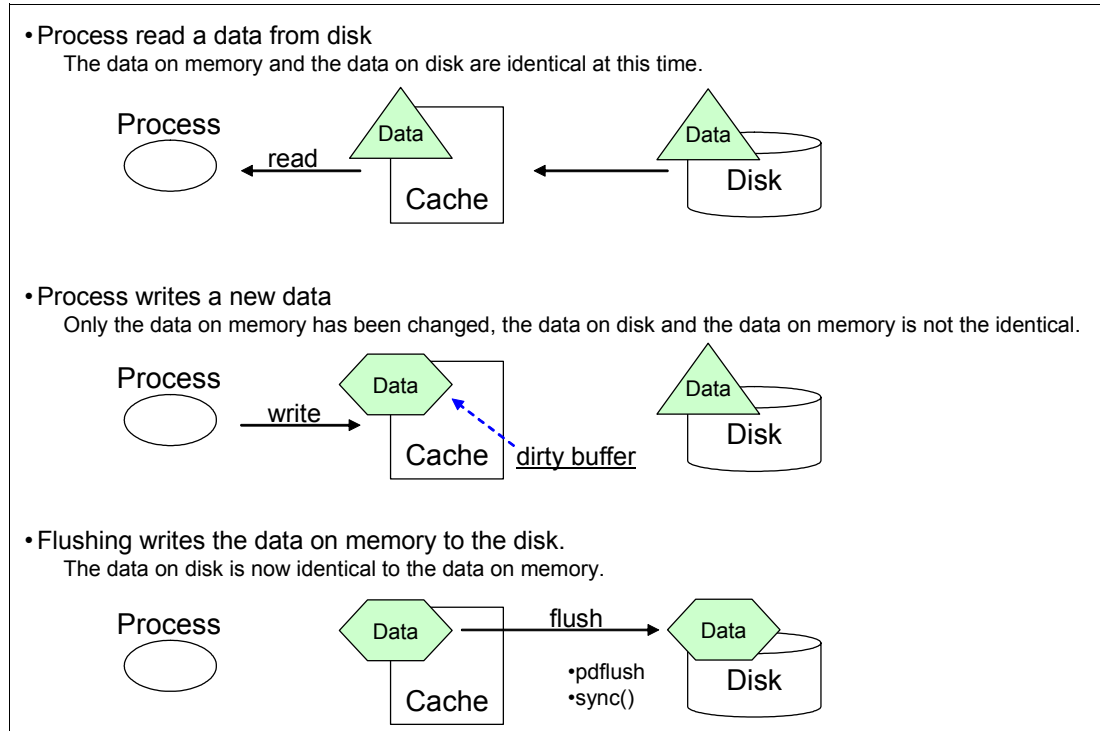 •Process read a data from disk
The data on memory and the data on disk are identical at this time.
Process
read
Data
Cache
Data
Disk
•Process writes a new data
Only the data on memory has been changed, the data on disk and the data on memory is not the identical.
Process
write
Data
Cache
dirty buffer
Data
Disk
•Flushing writes the data on memory to the disk.
The data on disk is now identical to the data on memory.
Process
Data
Cache
flush
•pdflush
•sync()
Data
Disk